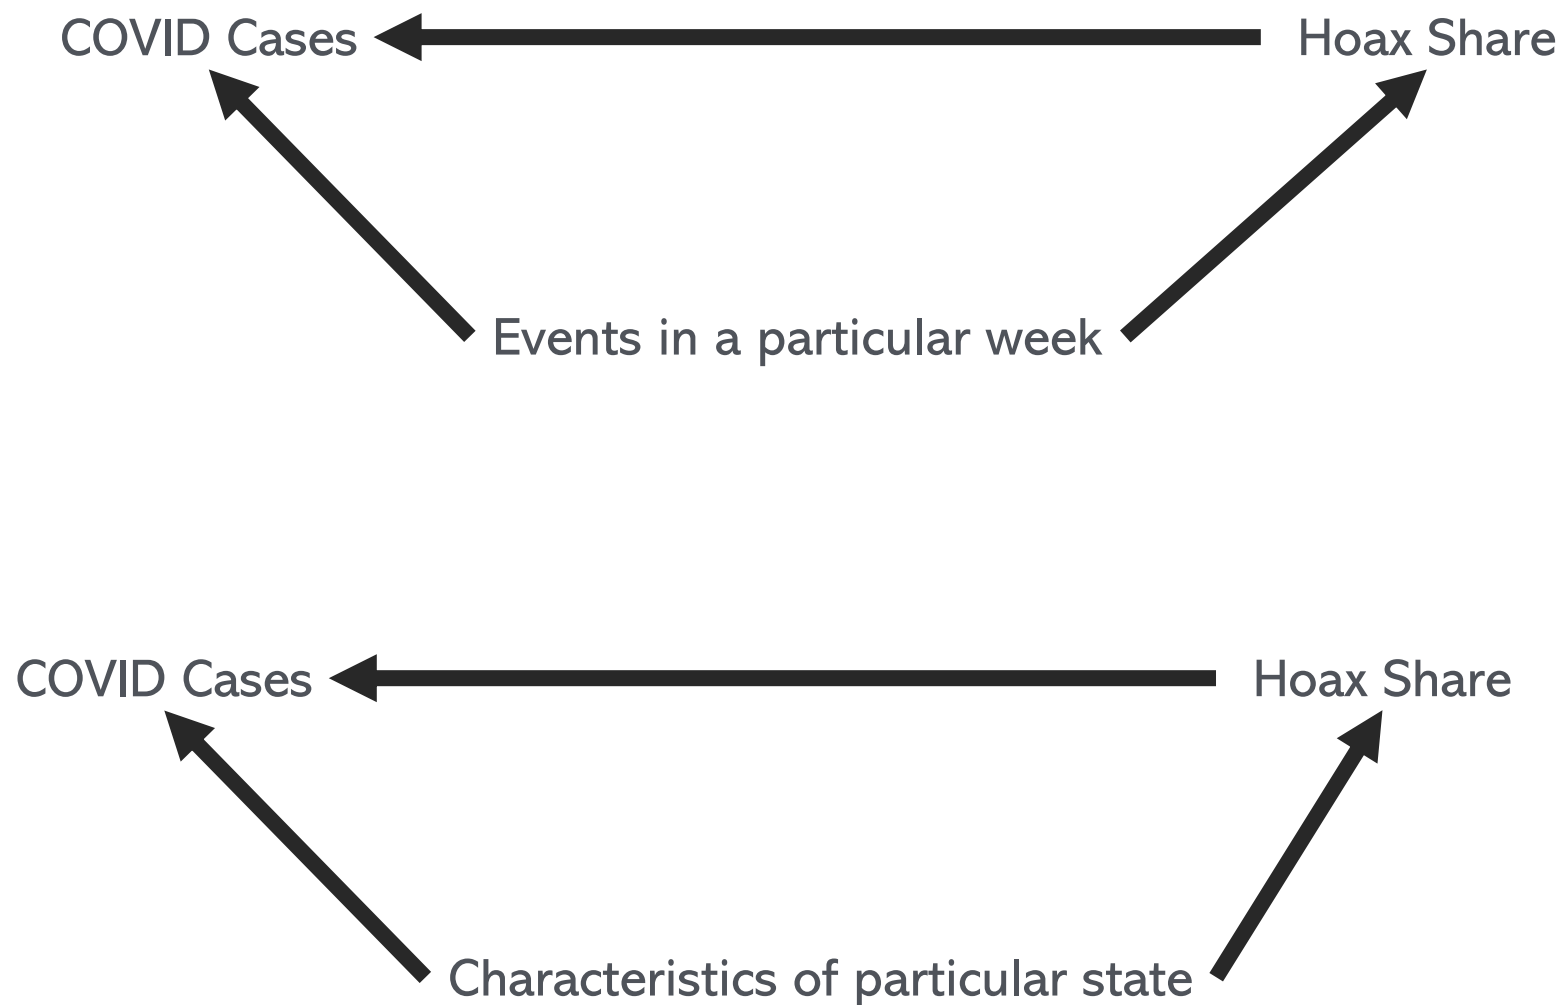 COVID Cases
Hoax Share
Events in a particular week
COVID Cases
Hoax Share
Characteristics of particular state